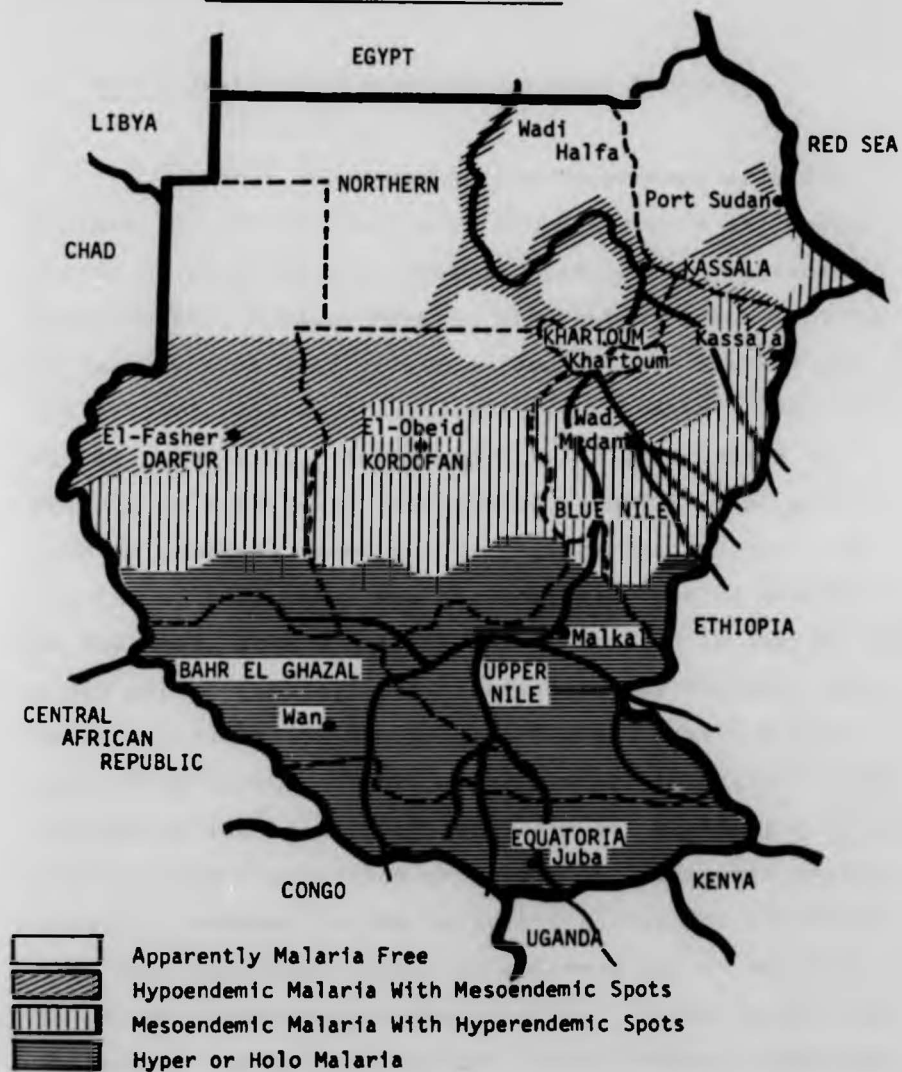 EGYPT
LIBYA
Wadi
Halfa
RED SEA
NORTHERN
Port Sudan
CHAD
KASSALA
KHARTOUM
Kassala
Khartoum
El-Fasher
DARFUR
El-Obeid
KORDOFAN
Wad
Medani
BLUE NILE
Malkal
ETHIOPIA
BAHR EL GHAZAL
UPPER
NILE
Wan
CENTRAL
AFRICAN
REPUBLIC
EQUATORIA
Juba
CONGO
KENYA
UGANDA
Apparently Malaria Free
Hypoendemic Malaria With Mesoendemic Spots
Mesoendemic Malaria With Hyperendemic Spots
Hyper or Holo Malaria